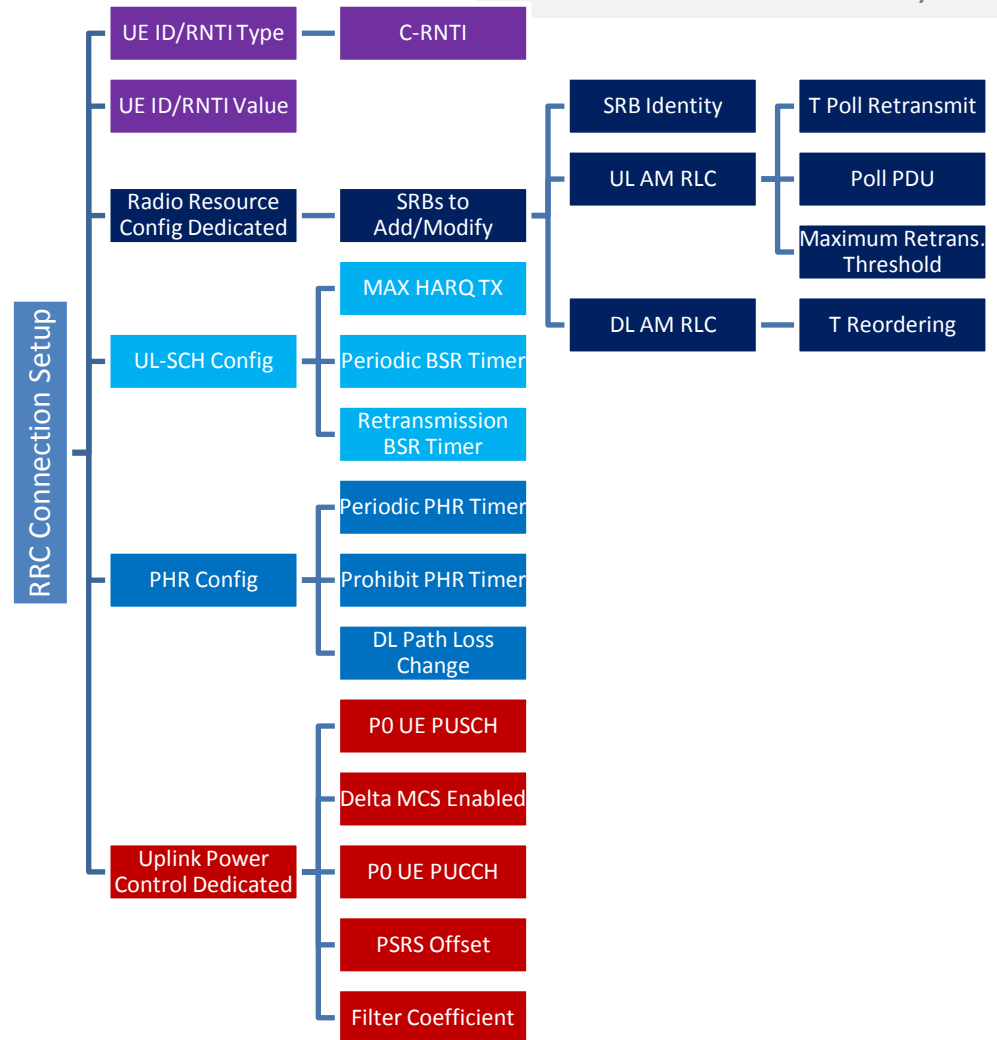 RRC Connection Setup
UE ID/RNTI Type
C-RNTI
UE ID/RNTI Value
Radio Resource
Config Dedicated
SRBs to
Add/Modify
SRB Identity
UL AM RLC
T Poll Retransmit
Poll PDU
Maximum Retrans.
Threshold
DL AM RLC
T Reordering
UL-SCH Config
MAX HARQ TX
Periodic BSR Timer
Retransmission
BSR Timer
PHR Config
Periodic PHR Timer
Prohibit PHR Timer
DL Path Loss
Change
Uplink Power
Control Dedicated
P0 UE PUSCH
Delta MCS Enabled
P0 UE PUCCH
PSRS Offset
Filter Coefficient